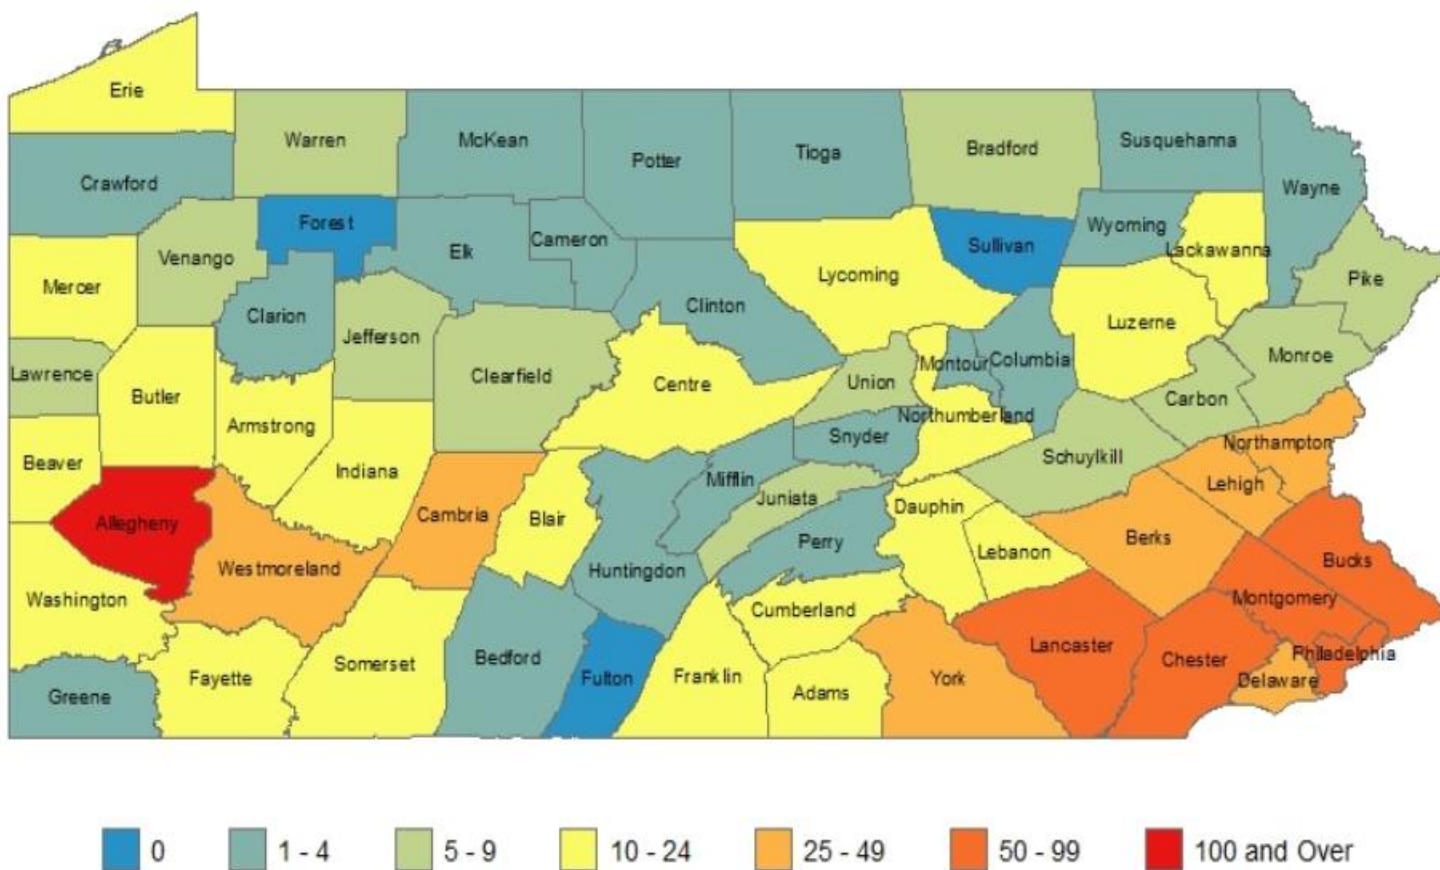 Erie
Warren
McKean
Potter
Tioga
Bradford
Susquehanna
Wayne
Crawford
Forest
Elk
Cameron
Sullivan
Wyoming
Lackawanna
Venango
Lycoming
Pike
Mercer
Clarion
Jefferson
Clinton
Luzerne
Lawrence
Butler
Clearfield
Centre
Union
Montour
Columbia
Monroe
Carbon
Armstrong
Northumberland
Snyder
Northampton
Beaver
Indiana
Mifflin
Schuylkill
Lehigh
Juniata
Allegheny
Cambria
Blair
Dauphin
Westmoreland
Huntingdon
Perry
Lebanon
Berks
Bucks
Washington
Cumberland
Montgomery
Somerset
Bedford
Lancaster
Chester
Philadelphia
Fayette
Fulton
Franklin
Adams
York
Delaware
Greene
0
1 - 4
5 - 9
10 - 24
25 - 49
50 - 99
100 and Over